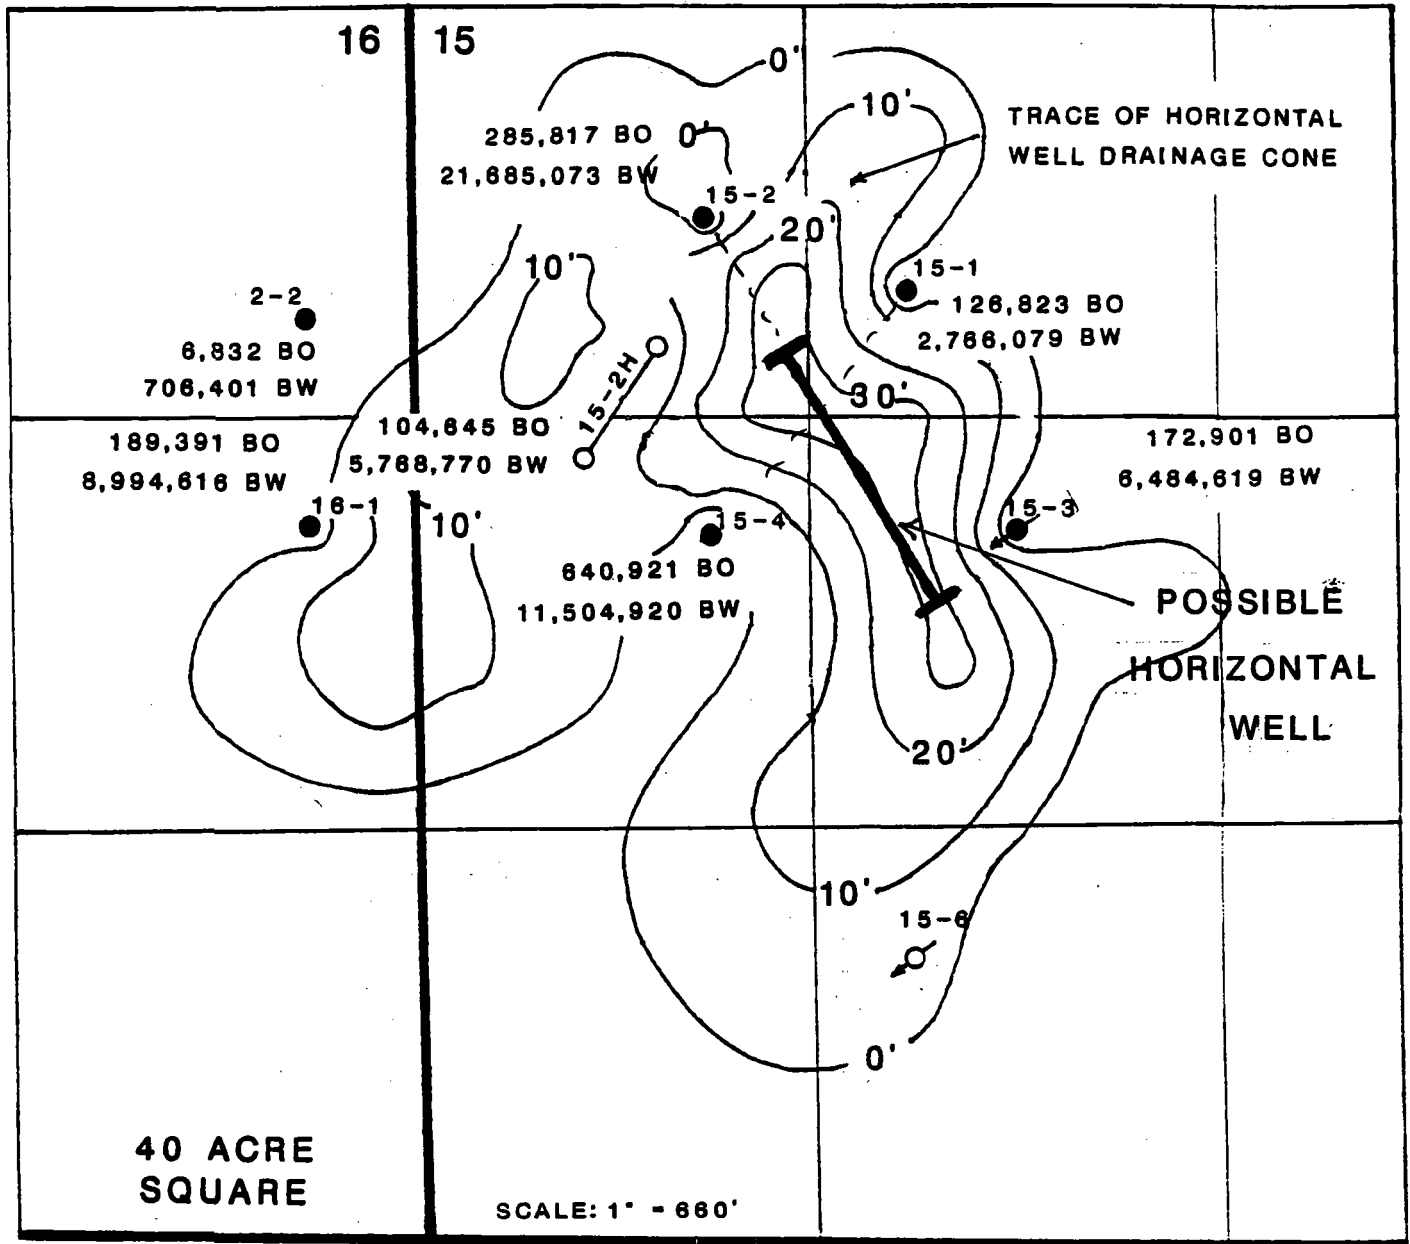 16 15
0'
10'
TRACE OF HORIZONTAL
WELL DRAINAGE CONE
285,817 BO
0'
21,685,073 BW
15-2
20'
10'
15-1
2-2
126,823 BO
2,766,079 BW
6,832 BO
706,401 BW
15-2H
30'
104,645 BO
5,768,770 BW
189,391 BO
8,994,616 BW
172,901 BO
6,484,619 BW
16-1
10'
15-4
15-3
640,921 BO
11,504,920 BW
POSSIBLE
HORIZONTAL
WELL
20'
10'
15-6
0'
40 ACRE
SQUARE
SCALE: 1" = 660'